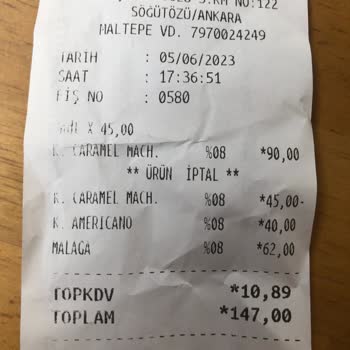 NO:122
SÖĞÜTÖZÜ/ANKARA
MALTEPE VD. 7970024249
TARİH : 05/06/2023
SAAT : 17:36:51
FİŞ NO : 0580
X 45,00
K. CARAMEL MACH. %08 *90,00
** ÜRÜN İPTAL **
K. CARAMEL MACH. %08 *45,00-
K. AMERICANO %08 *40,00
MALAGA %08 *62,00
TOPKDV *10,89
TOPLAM *147,00